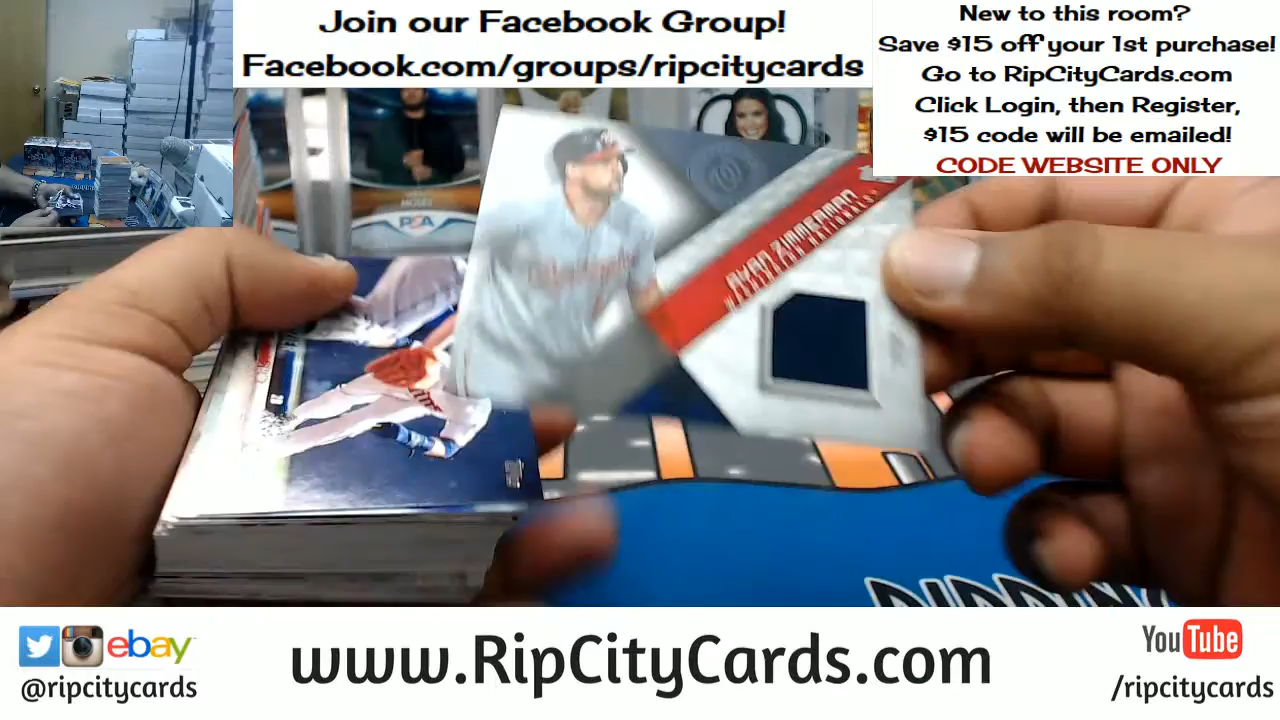 Join our Facebook Group!
Facebook.com/groups/ripcitycards
New to this room?
Save $15 off your 1st purchase!
Go to RipCityCards.com
Click Login, then Register,
$15 code will be emailed!
CODE WEBSITE ONLY
PSA
RYAN ZIMMERMAN
WASHINGTON NATIONALS
ebay
@ripcitycards
www.RipCityCards.com
YouTube
/ripcitycards